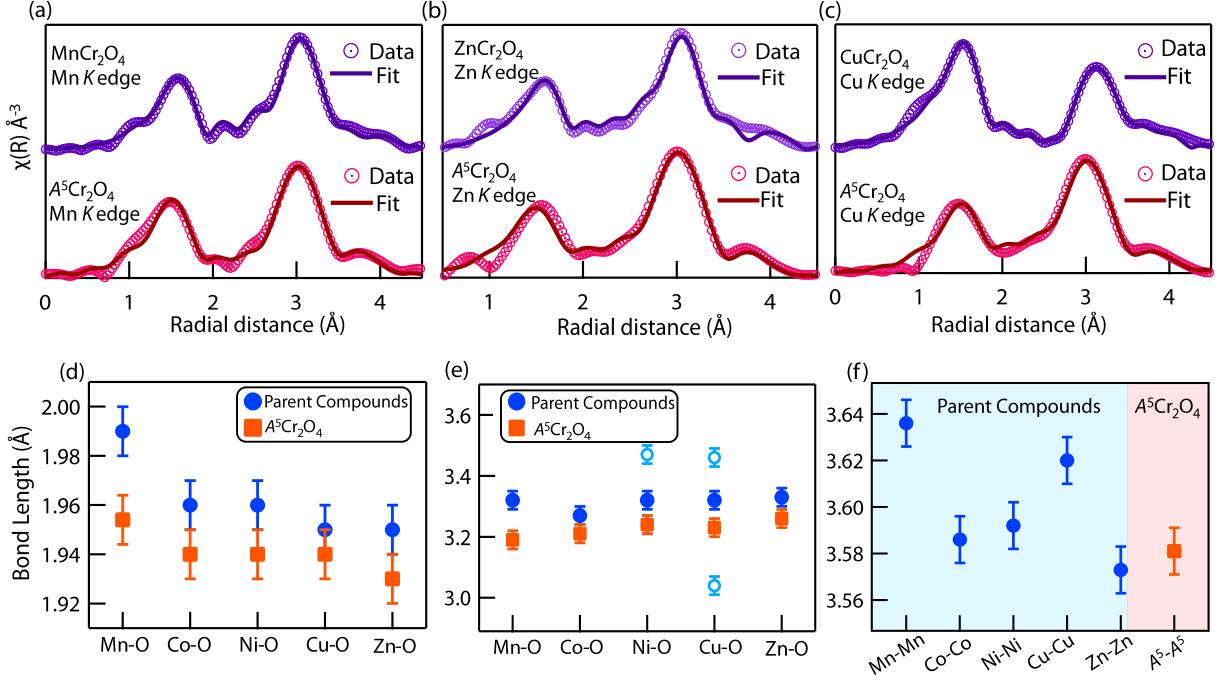 (a)
MnCr2O4
Mn K edge
Data
Fit
A5Cr2O4
Mn K edge
Data
Fit
χ(R) Å-3
0 1 2 3 4
Radial distance (Å)
(b)
ZnCr2O4
Zn K edge
Data
Fit
A5Cr2O4
Zn K edge
Data
Fit
1 2 3 4
Radial distance (Å)
(c)
CuCr2O4
Cu K edge
Data
Fit
A5Cr2O4
Cu K edge
Data
Fit
0 1 2 3 4
Radial distance (Å)
(d)
Parent Compounds
A5Cr2O4
Bond Length (Å)
2.00
1.98
1.96
1.94
1.92
Mn-O Co-O Ni-O Cu-O Zn-O
(e)
Parent Compounds
A5Cr2O4
3.6
3.4
3.2
3.0
Mn-O Co-O Ni-O Cu-O Zn-O
(f)
Parent Compounds A5Cr2O4
3.64
3.62
3.60
3.58
3.56
Mn-Mn Co-Co Ni-Ni Cu-Cu Zn-Zn A5-A5